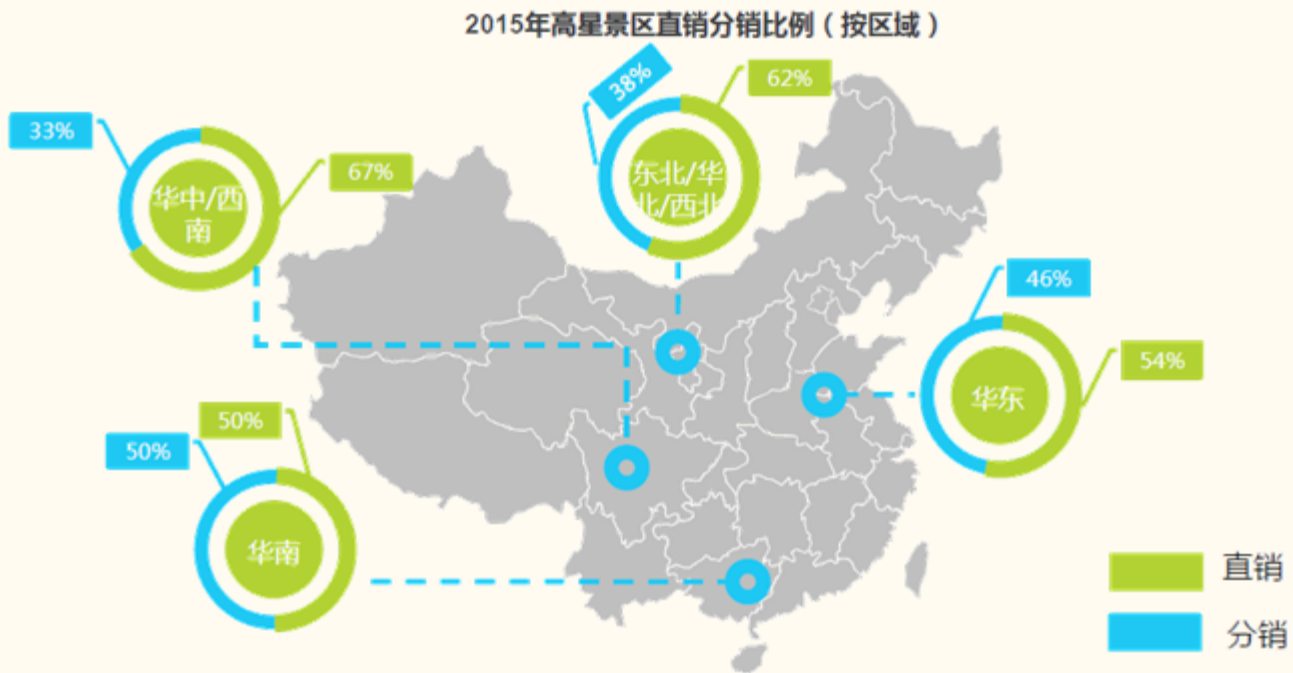 2015年高星景区直销分销比例（按区域）
38%
62%
东北/华
北/西北
33%
67%
华中/西
南
46%
54%
华东
50%
50%
华南
直销
分销